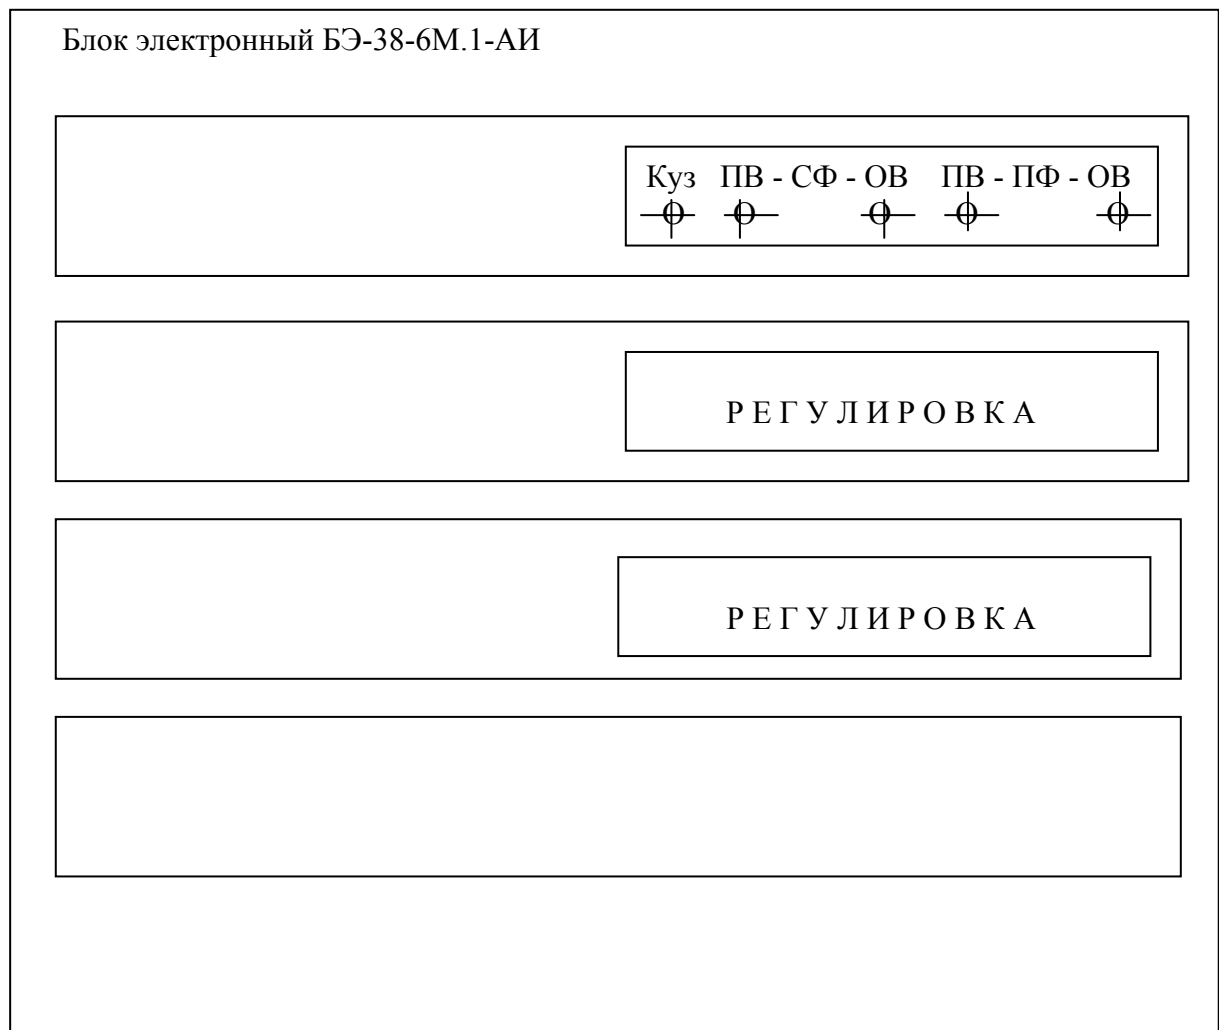 Блок электронный БЭ-38-6М.1-АИ
Куз ПВ - СФ - ОВ ПВ - ПФ - ОВ
О О О О О
Р Е Г У Л И Р О В К А
Р Е Г У Л И Р О В К А